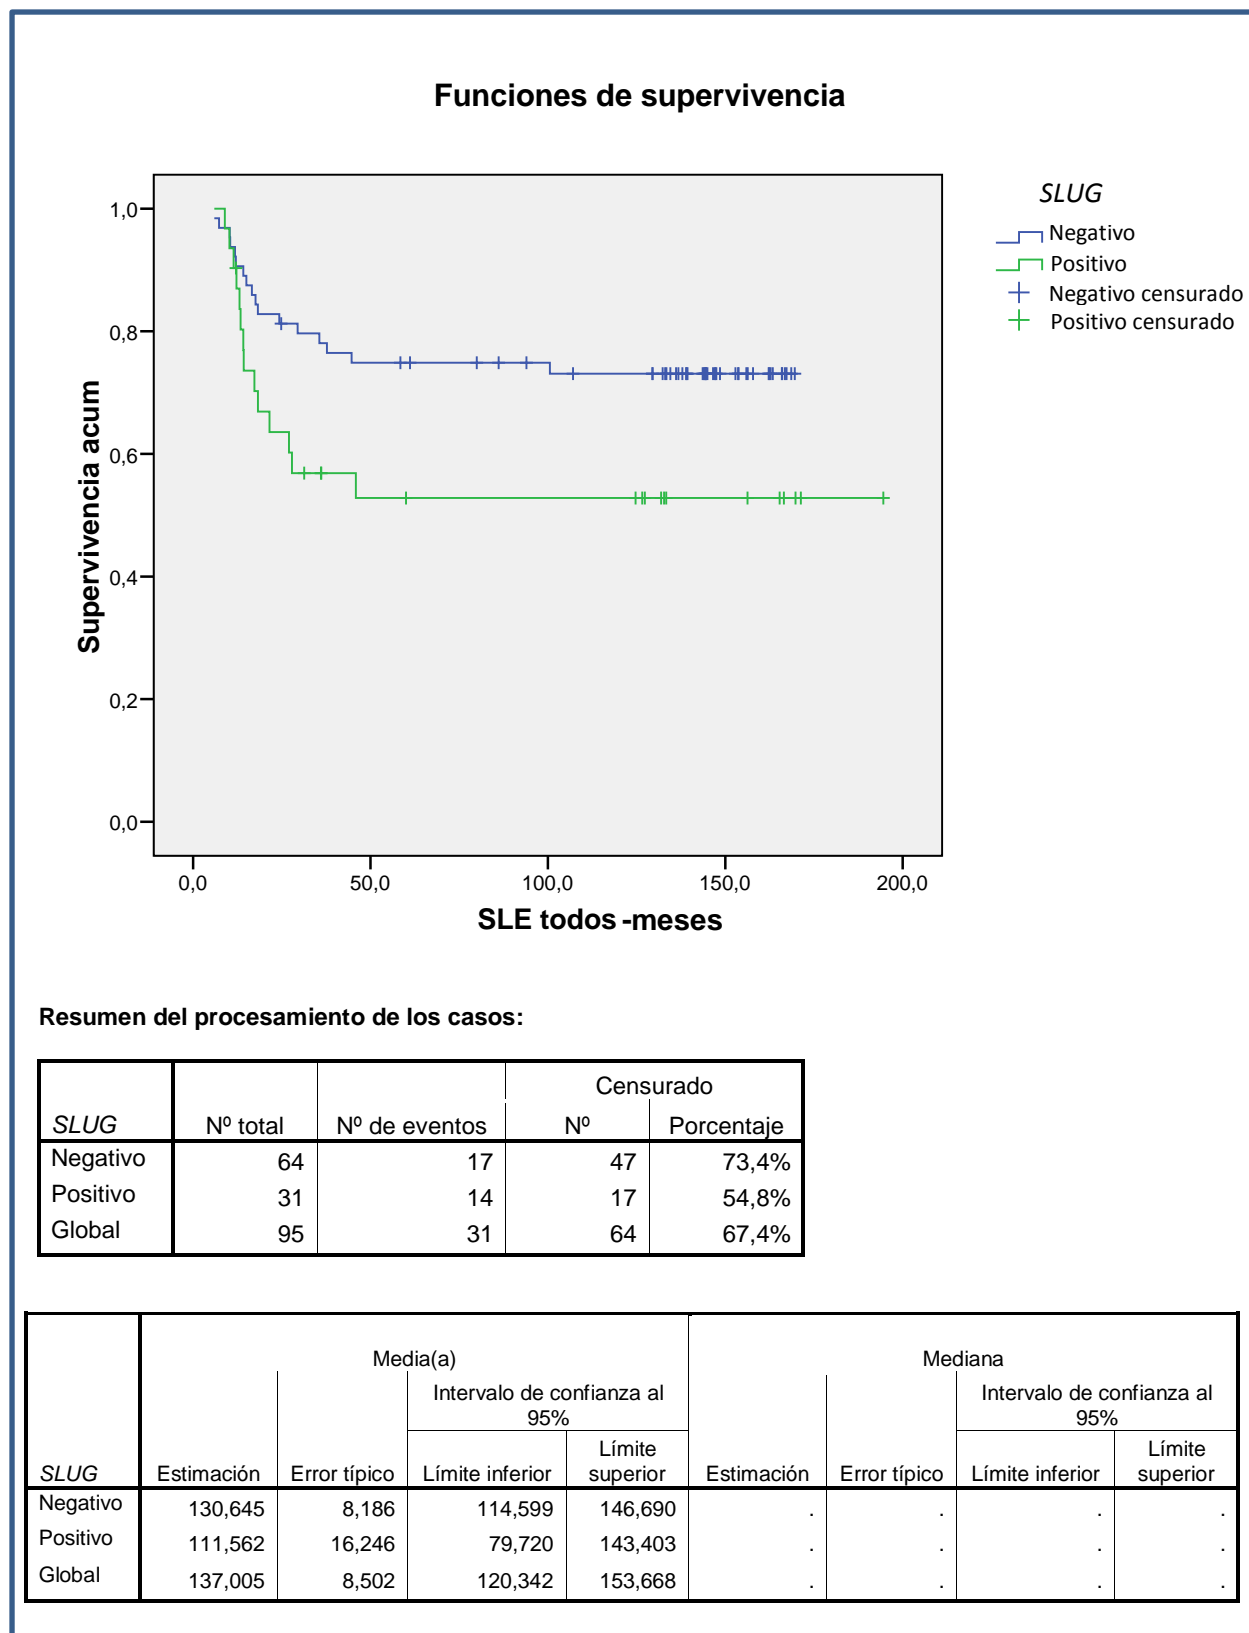 Funciones de supervivencia
SLUG
Negativo
Positivo
Negativo censurado
Positivo censurado
Supervivencia acum
1,0
0,8
0,6
0,4
0,2
0,0
0,0 50,0 100,0 150,0 200,0
SLE todos -meses
Resumen del procesamiento de los casos:
Censurado
SLUG Nº total Nº de eventos Nº Porcentaje
Negativo 64 17 47 73,4%
Positivo 31 14 17 54,8%
Global 95 31 64 67,4%
Media(a) Mediana
Intervalo de confianza al 95% Intervalo de confianza al 95%
SLUG Estimación Error típico Límite inferior Límite superior Estimación Error típico Límite inferior Límite superior
Negativo 130,645 8,186 114,599 146,690 . . . .
Positivo 111,562 16,246 79,720 143,403 . . . .
Global 137,005 8,502 120,342 153,668 . . . .